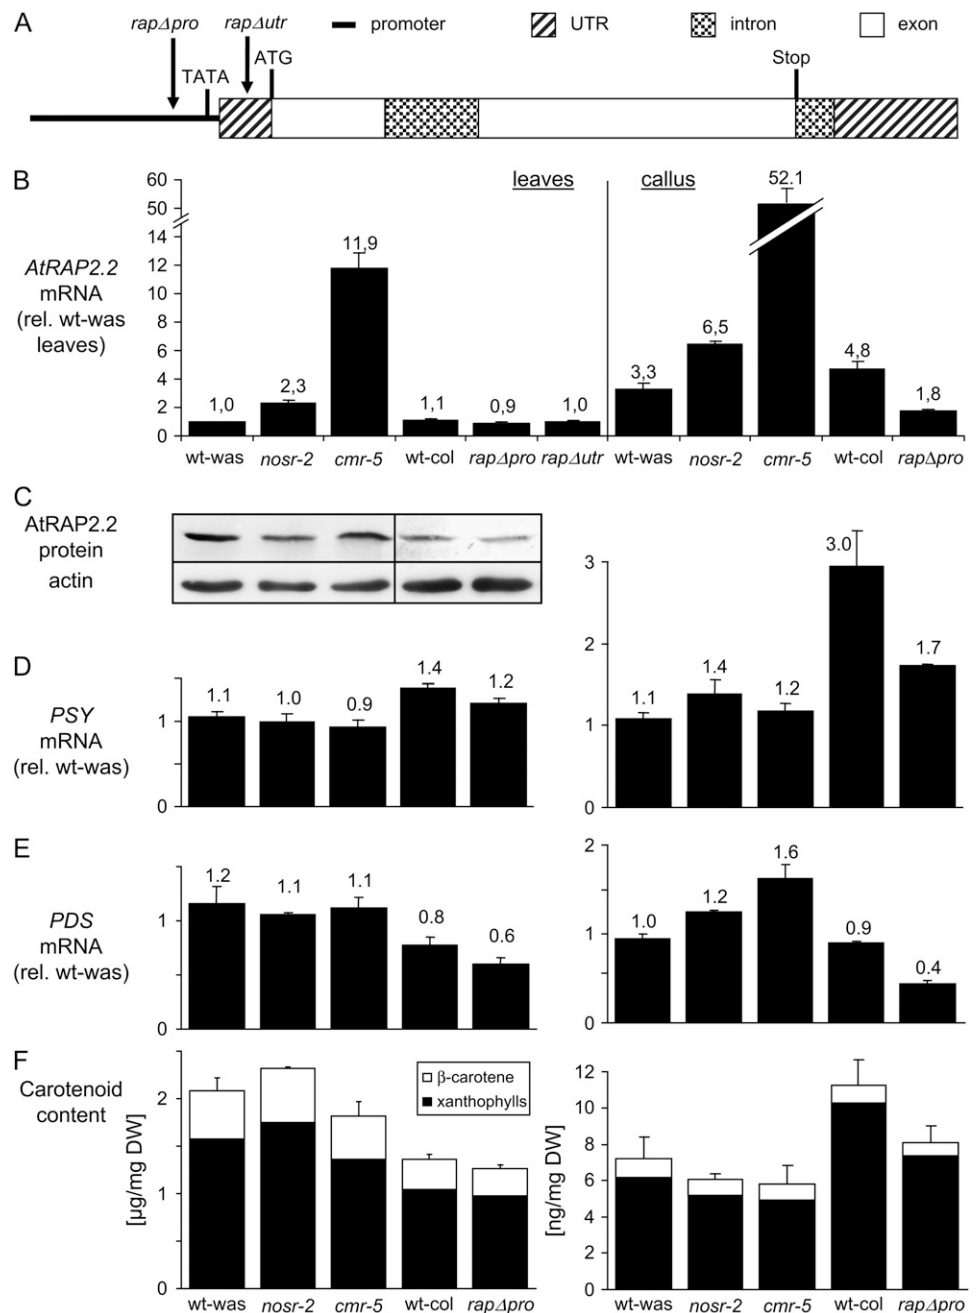 A rapΔpro rapΔutr promoter UTR intron exon
TATA ATG Stop
B
AtRAP2.2
mRNA
(rel. wt-was
leaves)
60
50
14
12
10
8
6
4
2
0
leaves callus
1,0 2,3 11,9 1,1 0,9 1,0 3,3 6,5 52.1 4,8 1,8
wt-was nosr-2 cmr-5 wt-col rapΔpro rapΔutr wt-was nosr-2 cmr-5 wt-col rapΔpro
C
AtRAP2.2
protein
actin
D
PSY
mRNA
(rel. wt-was)
1
0
1.1 1.0 0.9 1.4 1.2
3
2
1
0
1.1 1.4 1.2 3.0 1.7
E
PDS
mRNA
(rel. wt-was)
1
0
1.2 1.1 1.1 0.8 0.6
2
1
0
1.0 1.2 1.6 0.9 0.4
F
Carotenoid
content
[µg/mg DW]
2
1
0
β-carotene
xanthophylls
[ng/mg DW]
12
10
8
6
4
2
0
wt-was nosr-2 cmr-5 wt-col rapΔpro wt-was nosr-2 cmr-5 wt-col rapΔpro